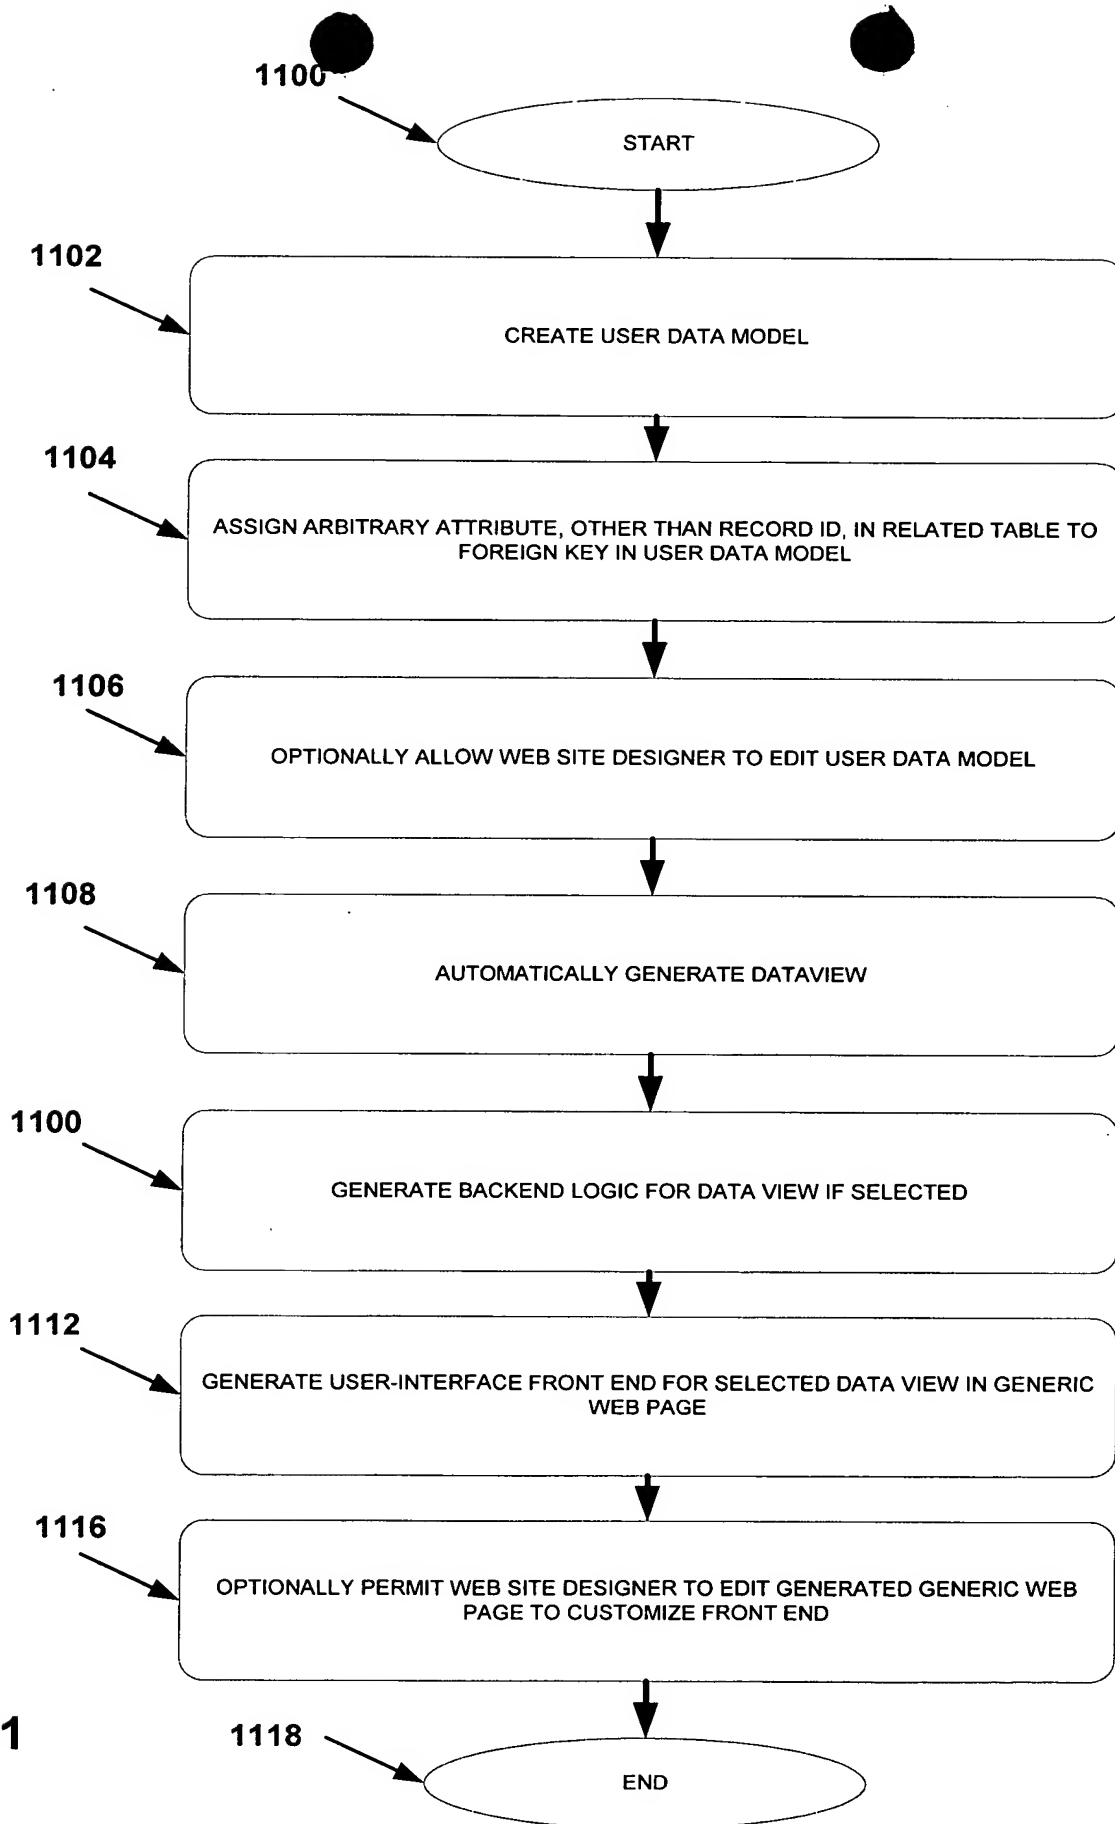 1100
START
1102
CREATE USER DATA MODEL
1104
ASSIGN ARBITRARY ATTRIBUTE, OTHER THAN RECORD ID, IN RELATED TABLE TO
FOREIGN KEY IN USER DATA MODEL
1106
OPTIONALLY ALLOW WEB SITE DESIGNER TO EDIT USER DATA MODEL
1108
AUTOMATICALLY GENERATE DATAVIEW
1100
GENERATE BACKEND LOGIC FOR DATA VIEW IF SELECTED
1112
GENERATE USER-INTERFACE FRONT END FOR SELECTED DATA VIEW IN GENERIC
WEB PAGE
1116
OPTIONALLY PERMIT WEB SITE DESIGNER TO EDIT GENERATED GENERIC WEB
PAGE TO CUSTOMIZE FRONT END
1
1118
END